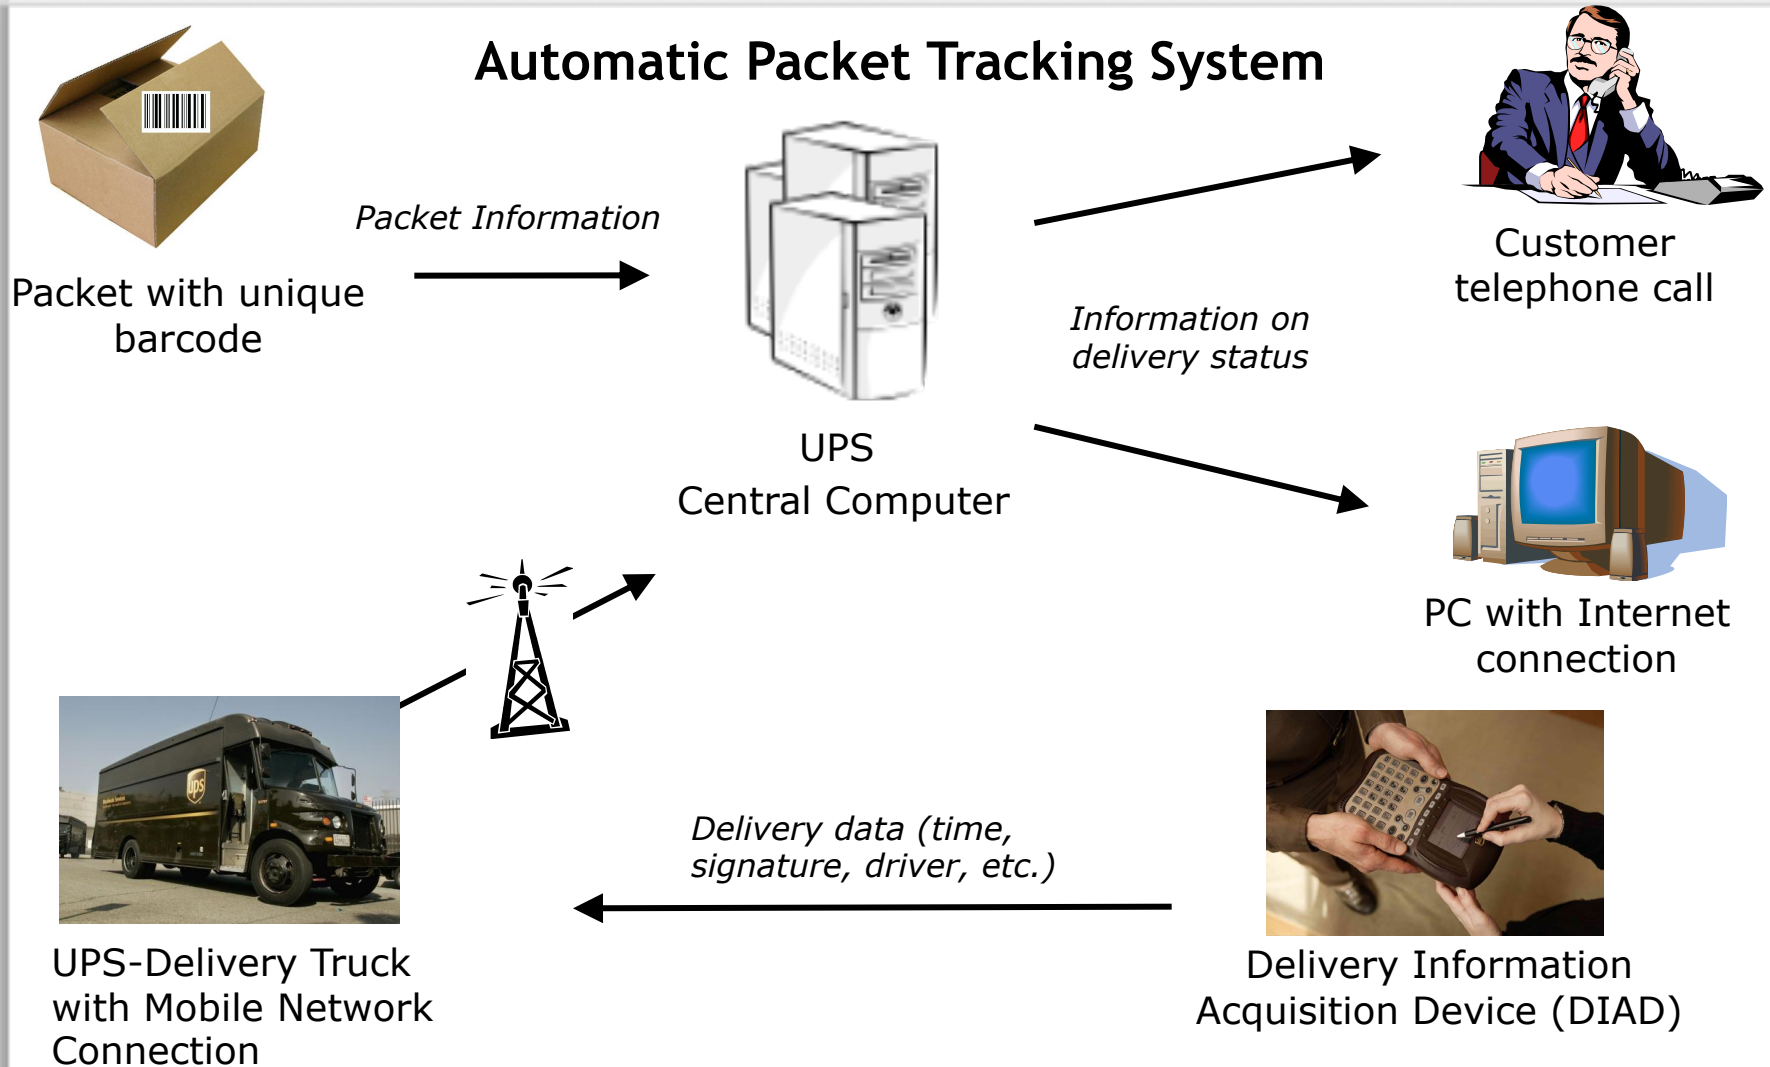 Automatic Packet Tracking System
Packet Information
Packet with unique
barcode
UPS
Central Computer
Information on
delivery status
Customer
telephone call
PC with Internet
connection
ups
Delivery data (time,
signature, driver, etc.)
UPS-Delivery Truck
with Mobile Network
Connection
Delivery Information
Acquisition Device (DIAD)